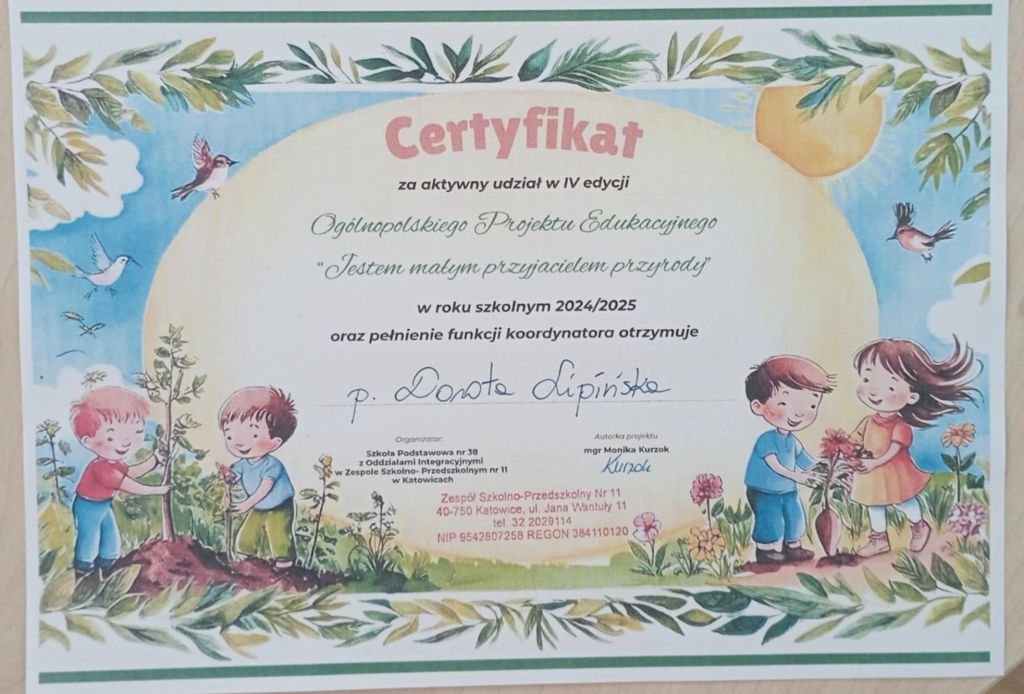 Certyfikat
za aktywny udział w IV edycji
Ogólnopolskiego Projektu Edukacyjnego
“Jestem małym przyjacielem przyrody”
w roku szkolnym 2024/2025
oraz pełnienie funkcji koordynatora otrzymuje
p. Dorota Lipińska
Organizator:
Szkoła Podstawowa nr 38
z Oddziałami Integracyjnymi
w Zespole Szkolno- Przedszkolnym nr 11
w Katowicach
Autorka projektu
mgr Monika Kurzok
Kurzok
Zespół Szkolno-Przedszkolny Nr 11
40-750 Katowice, ul. Jana Wantuły 11
tel. 32 2029114
NIP 9542807258 REGON 384110120